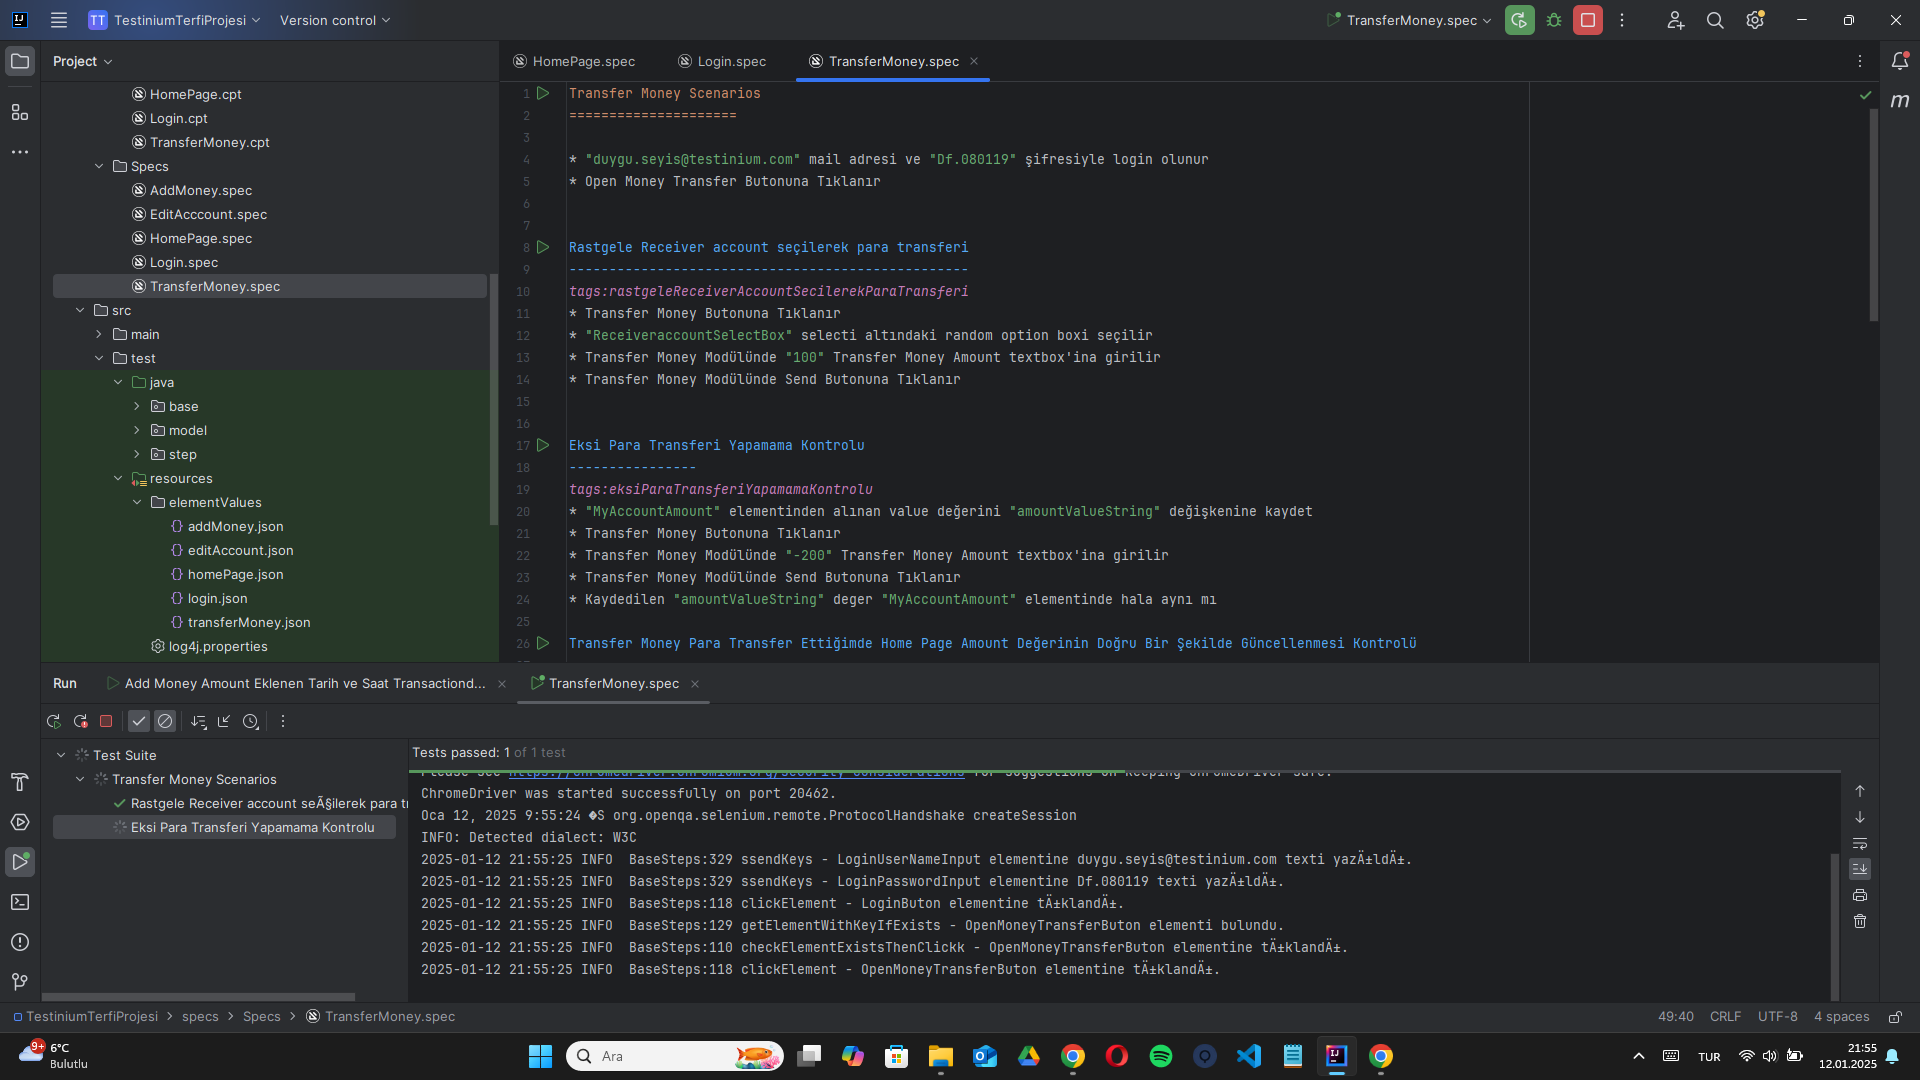 TT TestiniumTerfiProjesi Version control TransferMoney.spec
Project
HomePage.cpt
Login.cpt
TransferMoney.cpt
Specs
AddMoney.spec
EditAcccount.spec
HomePage.spec
Login.spec
TransferMoney.spec
src
main
test
java
base
model
step
resources
elementValues
addMoney.json
editAccount.json
homePage.json
login.json
transferMoney.json
log4j.properties
HomePage.spec Login.spec TransferMoney.spec
1 Transfer Money Scenarios
2 =====================
3
4 * "duygu.seyis@testinium.com" mail adresi ve "Df.080119" şifresiyle login olunur
5 * Open Money Transfer Butonuna Tıklanır
6
7
8 Rastgele Receiver account seçilerek para transferi
9 --------------------------------------------------
10 tags:rastgeleReceiverAccountSecilerekParaTransferi
11 * Transfer Money Butonuna Tıklanır
12 * "ReceiveraccountSelectBox" selecti altındaki random option boxi seçilir
13 * Transfer Money Modülünde "100" Transfer Money Amount textbox'ina girilir
14 * Transfer Money Modülünde Send Butonuna Tıklanır
15
16
17 Eksi Para Transferi Yapamama Kontrolu
18 ----------------
19 tags:eksiParaTransferiYapamamaKontrolu
20 * "MyAccountAmount" elementinden alınan value değerini "amountValueString" değişkenine kaydet
21 * Transfer Money Butonuna Tıklanır
22 * Transfer Money Modülünde "-200" Transfer Money Amount textbox'ina girilir
23 * Transfer Money Modülünde Send Butonuna Tıklanır
24 * Kaydedilen "amountValueString" deger "MyAccountAmount" elementinde hala aynı mı
25
26 Transfer Money Para Transfer Ettiğimde Home Page Amount Değerinin Doğru Bir Şekilde Güncellenmesi Kontrolü
Run Add Money Amount Eklenen Tarih ve Saat Transactiond... TransferMoney.spec
Test Suite
Transfer Money Scenarios
Rastgele Receiver account seÃ§ilerek para tr
Eksi Para Transferi Yapamama Kontrolu
Tests passed: 1 of 1 test
Please see https://chromedriver.chromium.org/security-considerations for suggestions on keeping ChromeDriver safe.
ChromeDriver was started successfully on port 20462.
Oca 12, 2025 9:55:24 �S org.openqa.selenium.remote.ProtocolHandshake createSession
INFO: Detected dialect: W3C
2025-01-12 21:55:25 INFO  BaseSteps:329 ssendKeys - LoginUserNameInput elementine duygu.seyis@testinium.com texti yazÄ±ldÄ±.
2025-01-12 21:55:25 INFO  BaseSteps:329 ssendKeys - LoginPasswordInput elementine Df.080119 texti yazÄ±ldÄ±.
2025-01-12 21:55:25 INFO  BaseSteps:118 clickElement - LoginButon elementine tÄ±klandÄ±.
2025-01-12 21:55:25 INFO  BaseSteps:129 getElementWithKeyIfExists - OpenMoneyTransferButon elementi bulundu.
2025-01-12 21:55:25 INFO  BaseSteps:110 checkElementExistsThenClickk - OpenMoneyTransferButon elementine tÄ±klandÄ±.
2025-01-12 21:55:25 INFO  BaseSteps:118 clickElement - OpenMoneyTransferButon elementine tÄ±klandÄ±.
TestiniumTerfiProjesi > specs > Specs > TransferMoney.spec 49:40 CRLF UTF-8 4 spaces
9+ 6°C
Bulutlu
Ara
TUR
21:55
12.01.2025